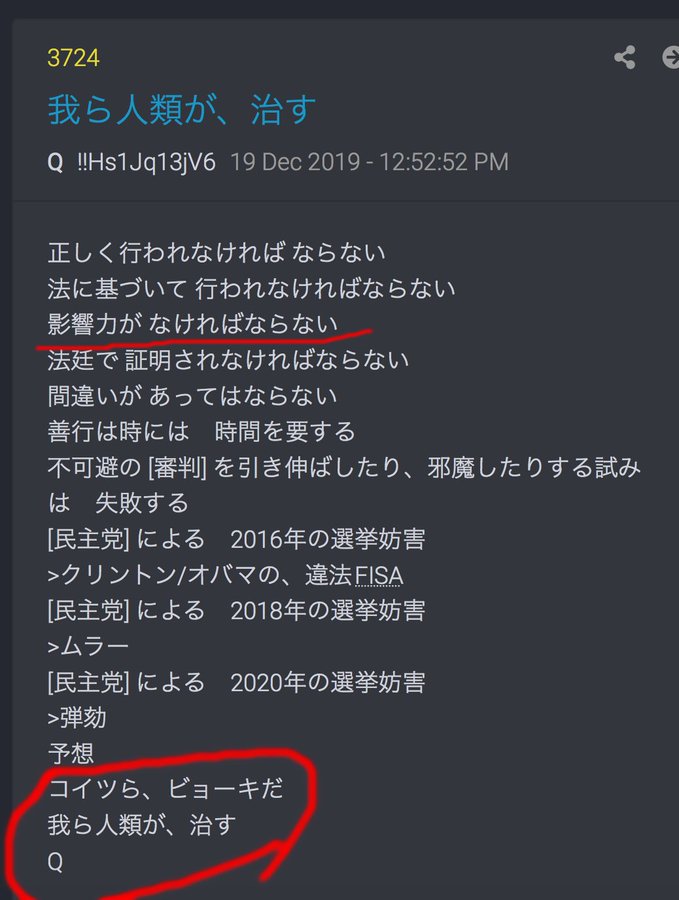 3724
我ら人類が、治す
Q !!Hs1Jq13jV6 19 Dec 2019 - 12:52:52 PM
正しく行われなければ ならない
法に基づいて 行われなければならない
影響力が なければならない
法廷で 証明されなければならない
間違いが あってはならない
善行は時には　時間を要する
不可避の [審判] を引き伸ばしたり、邪魔したりする試み
は　失敗する
[民主党] による　2016年の選挙妨害
>クリントン/オバマの、違法FISA
[民主党] による　2018年の選挙妨害
>ムラー
[民主党] による　2020年の選挙妨害
>弾劾
予想
コイツら、ビョーキだ
我ら人類が、治す
Q